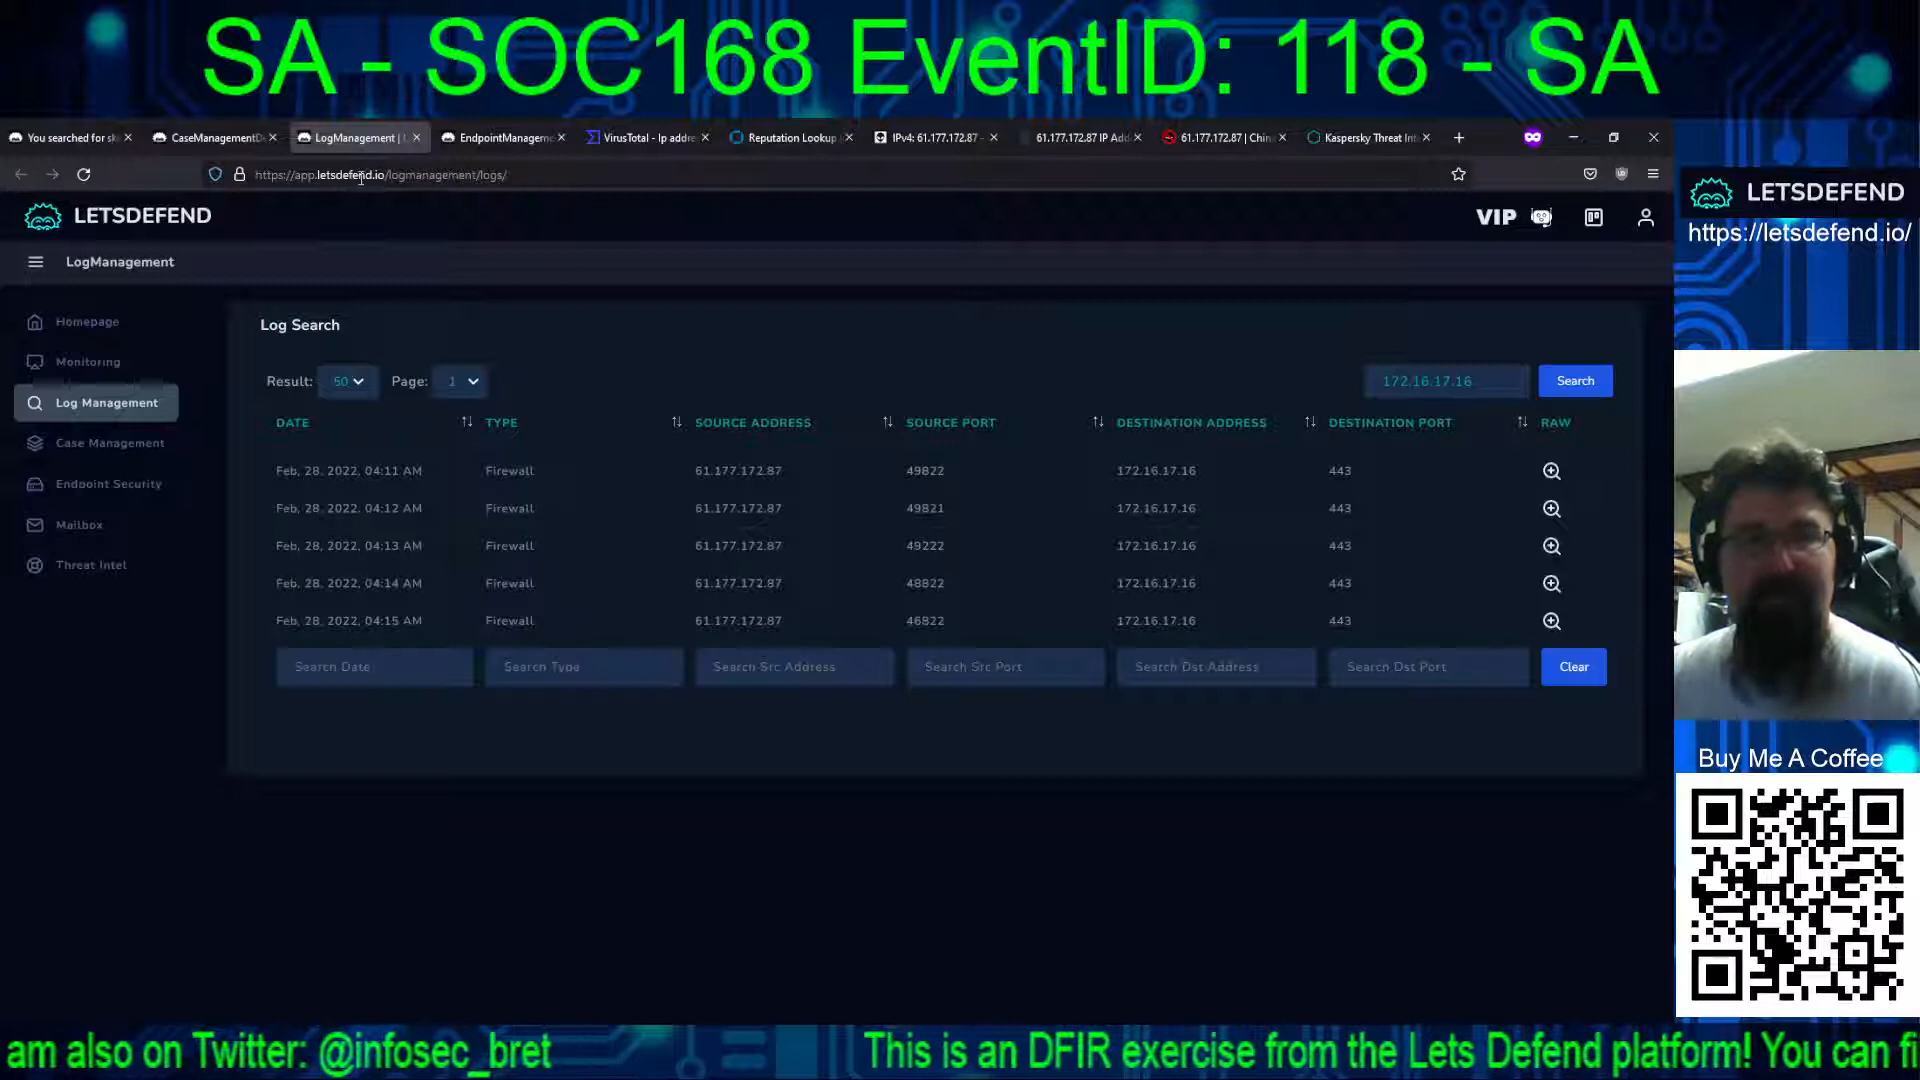 SA - SOC168 EventID: 118 - SA
You searched for sk
CaseManagementD
LogManagement |
EndpointManageme
VirusTotal - Ip addre
Reputation Lookup
IPv4: 61.177.172.87 -
61.177.172.87 IP Add
61.177.172.87 | Chin
Kaspersky Threat Int
https://app.letsdefend.io/logmanagement/logs/
LETSDEFEND
VIP
LogManagement
Homepage
Monitoring
Log Management
Case Management
Endpoint Security
Mailbox
Threat Intel
Log Search
Result: 50 Page: 1
172.16.17.16 Search
DATE TYPE SOURCE ADDRESS SOURCE PORT DESTINATION ADDRESS DESTINATION PORT RAW
Feb, 28, 2022, 04:11 AM Firewall 61.177.172.87 49822 172.16.17.16 443
Feb, 28, 2022, 04:12 AM Firewall 61.177.172.87 49821 172.16.17.16 443
Feb, 28, 2022, 04:13 AM Firewall 61.177.172.87 49222 172.16.17.16 443
Feb, 28, 2022, 04:14 AM Firewall 61.177.172.87 48822 172.16.17.16 443
Feb, 28, 2022, 04:15 AM Firewall 61.177.172.87 46822 172.16.17.16 443
Search Date Search Type Search Src Address Search Src Port Search Dst Address Search Dst Port Clear
LETSDEFEND
https://letsdefend.io/
Buy Me A Coffee
am also on Twitter: @infosec_bret
This is an DFIR exercise from the Lets Defend platform! You can fi